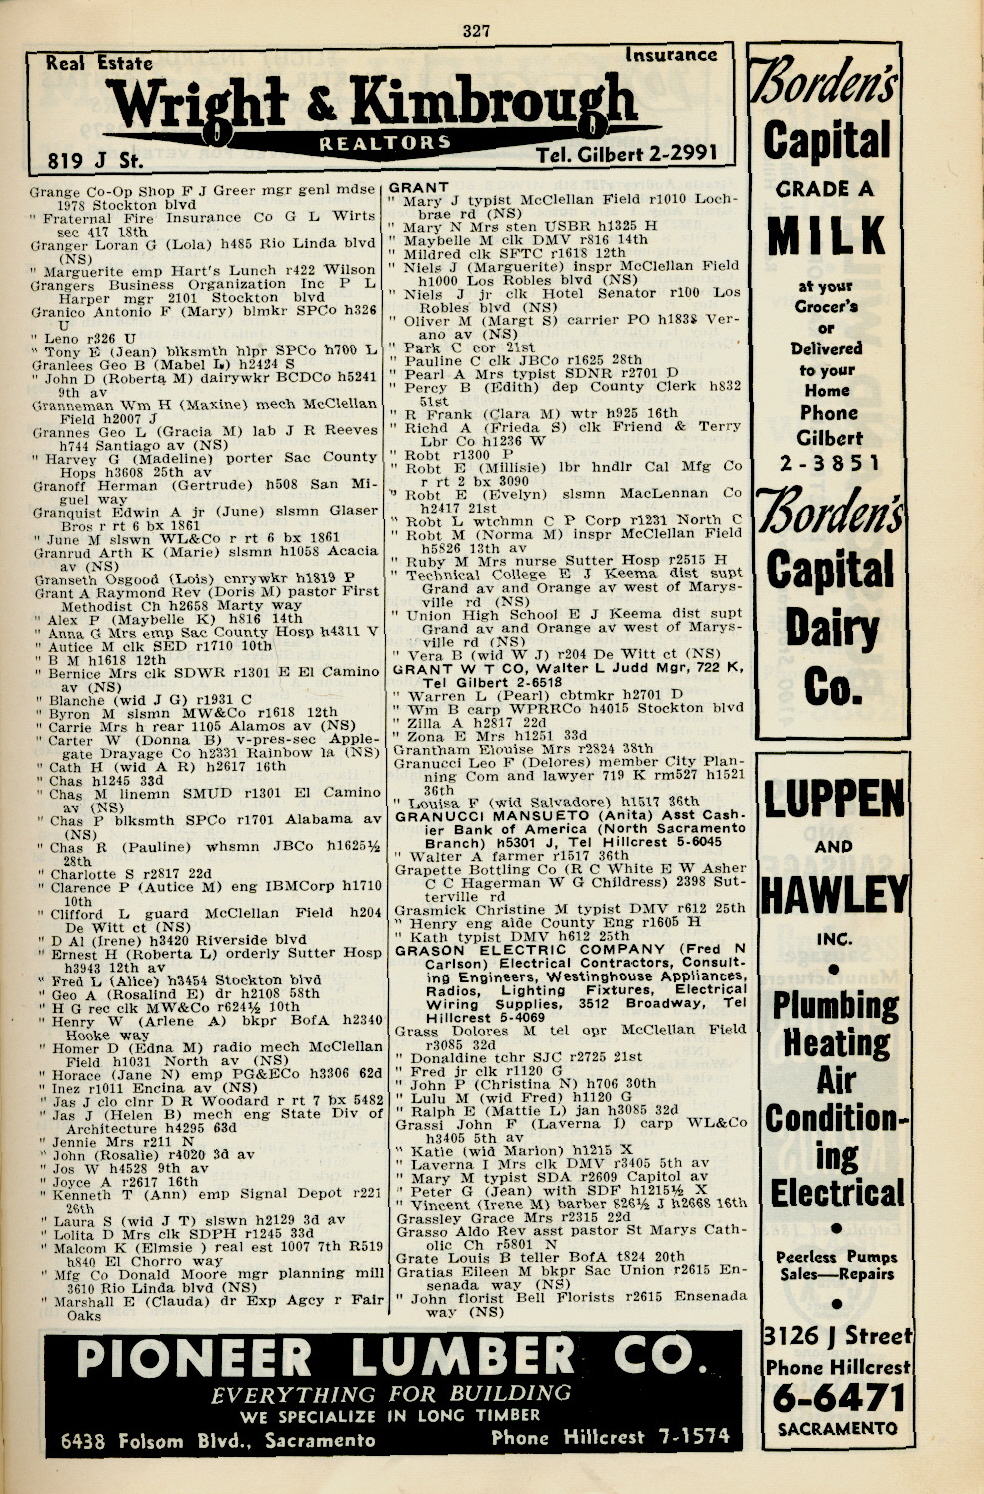 327
Real Estate
Insurance
Wright & Kimbrough
REALTORS
819 J St.
Tel. Gilbert 2-2991
Grange Co-Op Shop F J Greer mgr genl mdse
1978 Stockton blvd
" Fraternal Fire Insurance Co G L Wirts
sec 417 18th
Granger Loran G (Lola) h485 Rio Linda blvd
(NS)
" Marguerite emp Hart's Lunch r422 Wilson
Grangers Business Organization Inc P L
Harper mgr 2101 Stockton blvd
Granico Antonio F (Mary) blmkr SPCo h326
U
" Leno r326 U
" Tony E (Jean) blksmth hlpr SPCo h700 L
Granlees Geo B (Mabel L) h2424 S
" John D (Roberta M) dairywkr BCDCo h5241
9th av
Granneman Wm H (Maxine) mech McClellan
Field h2007 J
Grannes Geo L (Gracia M) lab J R Reeves
h744 Santiago av (NS)
" Harvey G (Madeline) porter Sac County
Hops h3608 25th av
Granoff Herman (Gertrude) h508 San Mi-
guel way
Granquist Edwin A jr (June) slsmn Glaser
Bros r rt 6 bx 1861
" June M slswn WL&Co r rt 6 bx 1861
Granrud Arth K (Marie) slsmn h1058 Acacia
av (NS)
Granseth Osgood (Lois) cnrywkr h1819 P
Grant A Raymond Rev (Doris M) pastor First
Methodist Ch h2658 Marty way
" Alex P (Maybelle K) h816 14th
" Anna G Mrs emp Sac County Hosp h4311 V
" Autice M clk SED r1710 10th
" B M h1618 12th
" Bernice Mrs clk SDWR r1301 E El Camino
av (NS)
" Blanche (wid J G) r1931 C
" Byron M slsmn MW&Co r1618 12th
" Carrie Mrs h rear 1105 Alamos av (NS)
" Carter W (Donna B) v-pres-sec Apple-
gate Drayage Co h2331 Rainbow la (NS)
" Cath H (wid A R) h2617 16th
" Chas h1245 33d
" Chas M linemn SMUD r1301 El Camino
av (NS)
" Chas P blksmth SPCo r1701 Alabama av
(NS)
" Chas R (Pauline) whsmn JBCo h1625½
28th
" Charlotte S r2817 22d
" Clarence P (Autice M) eng IBMCorp h1710
10th
" Clifford L guard McClellan Field h204
De Witt ct (NS)
" D Al (Irene) h3420 Riverside blvd
" Ernest H (Roberta L) orderly Sutter Hosp
h3943 12th av
" Fred L (Alice) h3454 Stockton blvd
" Geo A (Rosalind E) dr h2108 58th
" H G rec clk MW&Co r624½ 10th
" Henry W (Arlene A) bkpr BofA h2340
Hooke way
" Homer D (Edna M) radio mech McClellan
Field h1031 North av (NS)
" Horace (Jane N) emp PG&ECo h3306 62d
" Inez r1011 Encina av (NS)
" Jas J clo clnr D R Woodard r rt 7 bx 5482
" Jas J (Helen B) mech eng State Div of
Architecture h4295 63d
" Jennie Mrs r211 N
" John (Rosalie) r4020 3d av
" Jos W h4528 9th av
" Joyce A r2617 16th
" Kenneth T (Ann) emp Signal Depot r221
26th
" Laura S (wid J T) slswn h2129 3d av
" Lolita D Mrs clk SDPH r1245 33d
" Malcom K (Elmsie ) real est 1007 7th R519
h840 El Chorro way
" Mfg Co Donald Moore mgr planning mill
3610 Rio Linda blvd (NS)
" Marshall E (Clauda) dr Exp Agcy r Fair
Oaks
GRANT
" Mary J typist McClellan Field r1010 Loch-
brae rd (NS)
" Mary N Mrs sten USBR h1325 H
" Maybelle M clk DMV r816 14th
" Mildred clk SFTC r1618 12th
" Niels J (Marguerite) inspr McClellan Field
h1000 Los Robles blvd (NS)
" Niels J jr clk Hotel Senator r100 Los
Robles blvd (NS)
" Oliver M (Margt S) carrier PO h1838 Ver-
ano av (NS)
" Park C cor 21st
" Pauline C clk JBCo r1625 28th
" Pearl A Mrs typist SDNR r2701 D
" Percy B (Edith) dep County Clerk h832
51st
" R Frank (Clara M) wtr h925 16th
" Richd A (Frieda S) clk Friend & Terry
Lbr Co h1236 W
" Robt r1300 P
" Robt E (Millisie) lbr hndlr Cal Mfg Co
r rt 2 bx 3090
" Robt E (Evelyn) slsmn MacLennan Co
h2417 21st
" Robt L wtchmn C P Corp r1231 North C
" Robt M (Norma M) inspr McClellan Field
h5826 13th av
" Ruby M Mrs nurse Sutter Hosp r2515 H
" Technical College E J Keema dist supt
Grand av and Orange av west of Marys-
ville rd (NS)
" Union High School E J Keema dist supt
Grand av and Orange av west of Marys-
ville rd (NS)
" Vera B (wid W J) r204 De Witt ct (NS)
GRANT W T CO, Walter L Judd Mgr, 722 K,
Tel Gilbert 2-6518
" Warren L (Pearl) cbtmkr h2701 D
" Wm B carp WPRRCo h4015 Stockton blvd
" Zilla A h2817 22d
" Zona E Mrs h1251 33d
Grantham Elouise Mrs r2824 38th
Granucci Leo F (Delores) member City Plan-
ning Com and lawyer 719 K rm527 h1521
36th
" Louisa F (wid Salvadore) h1517 36th
GRANUCCI MANSUETO (Anita) Asst Cash-
ier Bank of America (North Sacramento
Branch) h5301 J, Tel Hillcrest 5-6045
" Walter A farmer r1517 36th
Grapette Bottling Co (R C White E W Asher
C C Hagerman W G Childress) 2398 Sut-
terville rd
Grasmick Christine M typist DMV r612 25th
" Henry eng aide County Eng r1605 H
" Kath typist DMV h612 25th
GRASON ELECTRIC COMPANY (Fred N
Carlson) Electrical Contractors, Consult-
ing Engineers, Westinghouse Appliances,
Radios, Lighting Fixtures, Electrical
Wiring Supplies, 3512 Broadway, Tel
Hillcrest 5-4069
Grass Dolores M tel opr McClellan Field
r3085 32d
" Donaldine tchr SJC r2725 21st
" Fred jr clk r1120 G
" John P (Christina N) h706 30th
" Lulu M (wid Fred) h1120 G
" Ralph E (Mattie L) jan h3085 32d
Grassi John F (Laverna I) carp WL&Co
h3405 5th av
" Katie (wid Marion) h1215 X
" Laverna I Mrs clk DMV r3405 5th av
" Mary M typist SDA r2609 Capitol av
" Peter G (Jean) with SDF h1215½ X
" Vincent (Irene M) barber 826½ J h2668 16th
Grassley Grace Mrs r2315 22d
Grasso Aldo Rev asst pastor St Marys Cath-
olic Ch r5801 N
Grate Louis B teller BofA t824 20th
Gratias Eileen M bkpr Sac Union r2615 En-
senada way (NS)
" John florist Bell Florists r2615 Ensenada
way (NS)
Borden's
Capital
GRADE A
MILK
at your
Grocer's
or
Delivered
to your
Home
Phone
Gilbert
2-3851
Borden's
Capital
Dairy
Co.
LUPPEN
AND
HAWLEY
INC.
•
Plumbing
Heating
Air
Condition-
ing
Electrical
•
Peerless Pumps
Sales—Repairs
•
3126 J Street
Phone Hillcrest
6-6471
SACRAMENTO
PIONEER LUMBER CO.
EVERYTHING FOR BUILDING
WE SPECIALIZE IN LONG TIMBER
6438 Folsom Blvd., Sacramento
Phone Hillcrest 7-1574